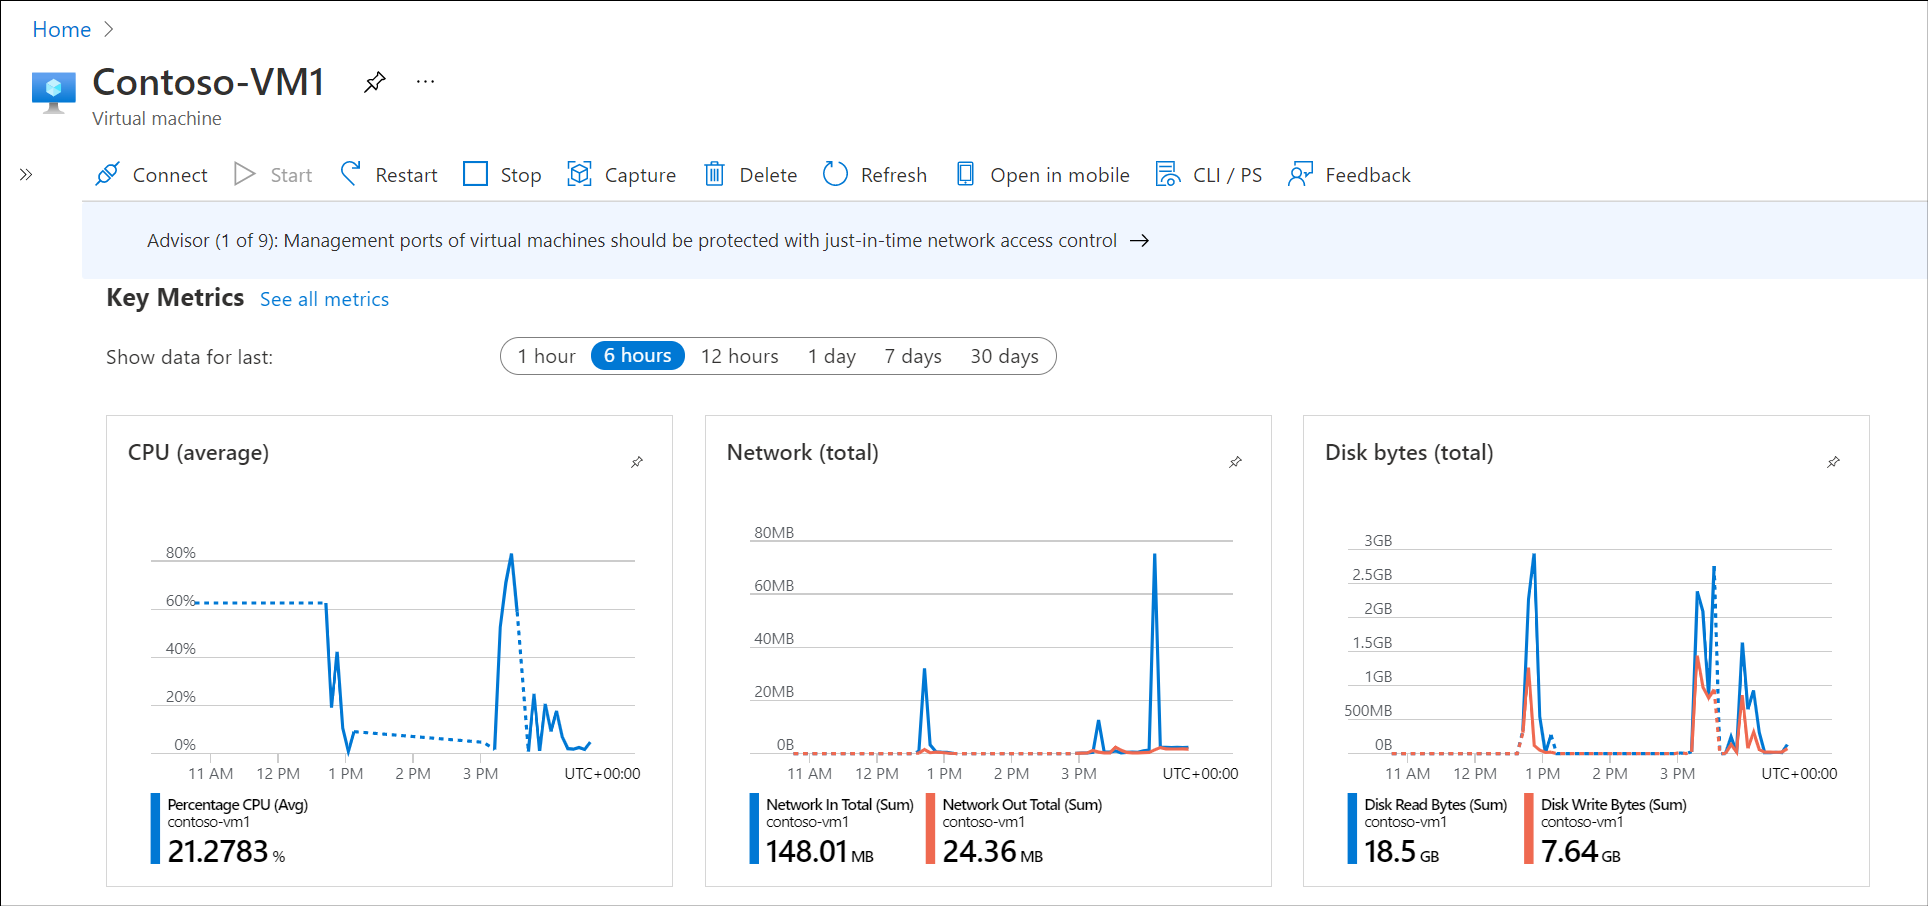 Home
Contoso-VM1
Virtual machine
Connect Start Restart Stop Capture Delete Refresh Open in mobile CLI / PS Feedback
Advisor (1 of 9): Management ports of virtual machines should be protected with just-in-time network access control →
Key Metrics See all metrics
Show data for last: 1 hour 6 hours 12 hours 1 day 7 days 30 days
CPU (average)
80%
60%
40%
20%
0%
11 AM 12 PM 1 PM 2 PM 3 PM UTC+00:00
Percentage CPU (Avg)
contoso-vm1
21.2783 %
Network (total)
80MB
60MB
40MB
20MB
0B
11 AM 12 PM 1 PM 2 PM 3 PM UTC+00:00
Network In Total (Sum) Network Out Total (Sum)
contoso-vm1 contoso-vm1
148.01 MB 24.36 MB
Disk bytes (total)
3GB
2.5GB
2GB
1.5GB
1GB
500MB
0B
11 AM 12 PM 1 PM 2 PM 3 PM UTC+00:00
Disk Read Bytes (Sum) Disk Write Bytes (Sum)
contoso-vm1 contoso-vm1
18.5 GB 7.64 GB